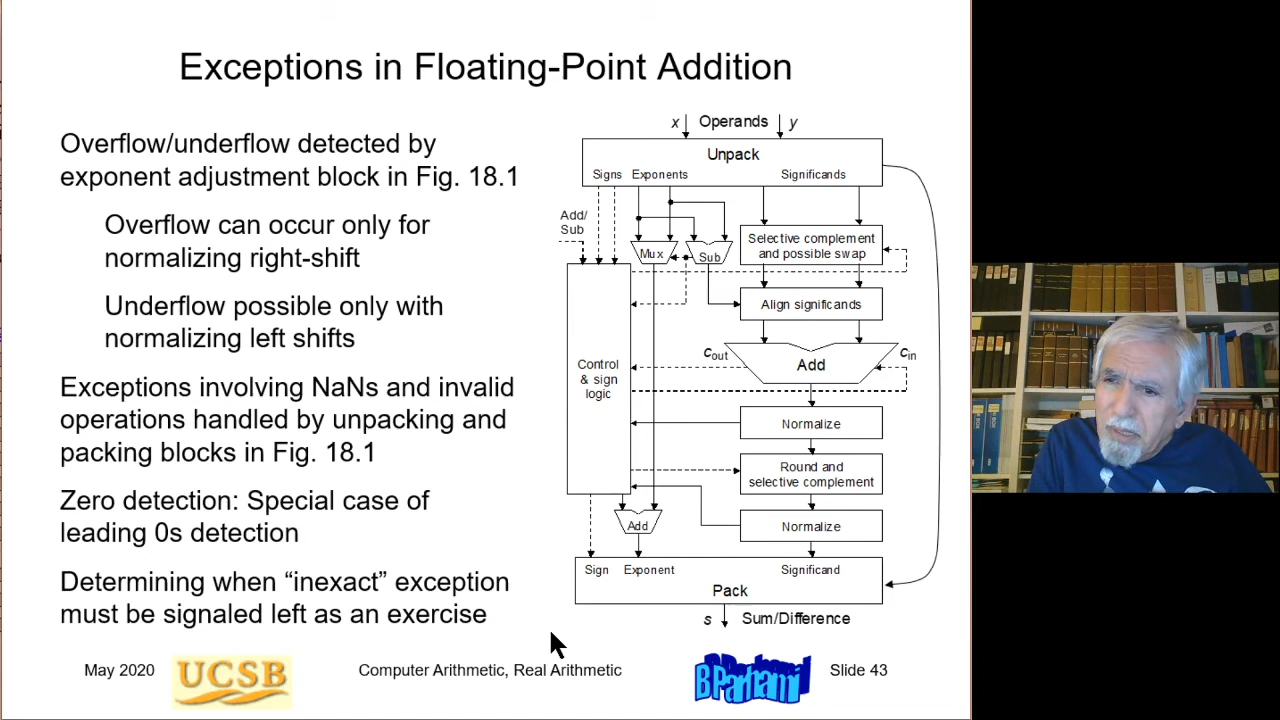 Exceptions in Floating-Point Addition
Overflow/underflow detected by
exponent adjustment block in Fig. 18.1
Overflow can occur only for
normalizing right-shift
Underflow possible only with
normalizing left shifts
Exceptions involving NaNs and invalid
operations handled by unpacking and
packing blocks in Fig. 18.1
Zero detection: Special case of
leading 0s detection
Determining when “inexact” exception
must be signaled left as an exercise
x Operands y
Unpack
Signs Exponents Significands
Add/
Sub
Mux Sub
Selective complement
and possible swap
Align significands
cout Add cin
Control
& sign
logic
Normalize
Round and
selective complement
Add
Normalize
Sign Exponent Significand
Pack
s Sum/Difference
May 2020
UCSB
Computer Arithmetic, Real Arithmetic
B Parhami
Slide 43